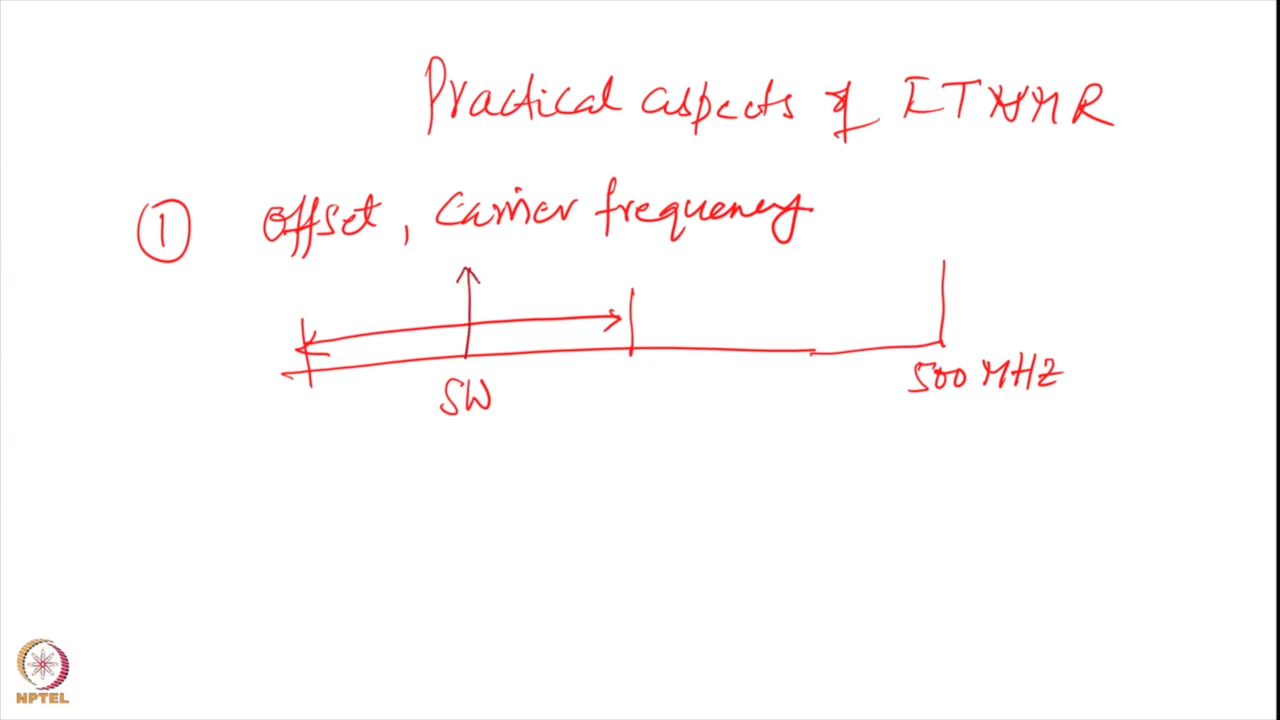 Practical aspects of FTNMR
① Offset, Carrier frequency
SW
500 MHz
NPTEL